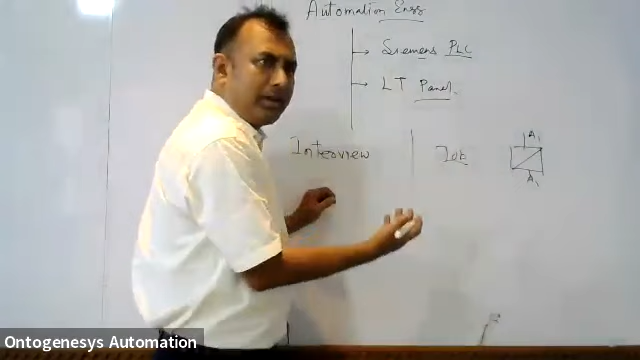 Automation Engg
Siemens PLC
LT Panel.
Interview
Job
A1
A1
Ontogenesys Automation